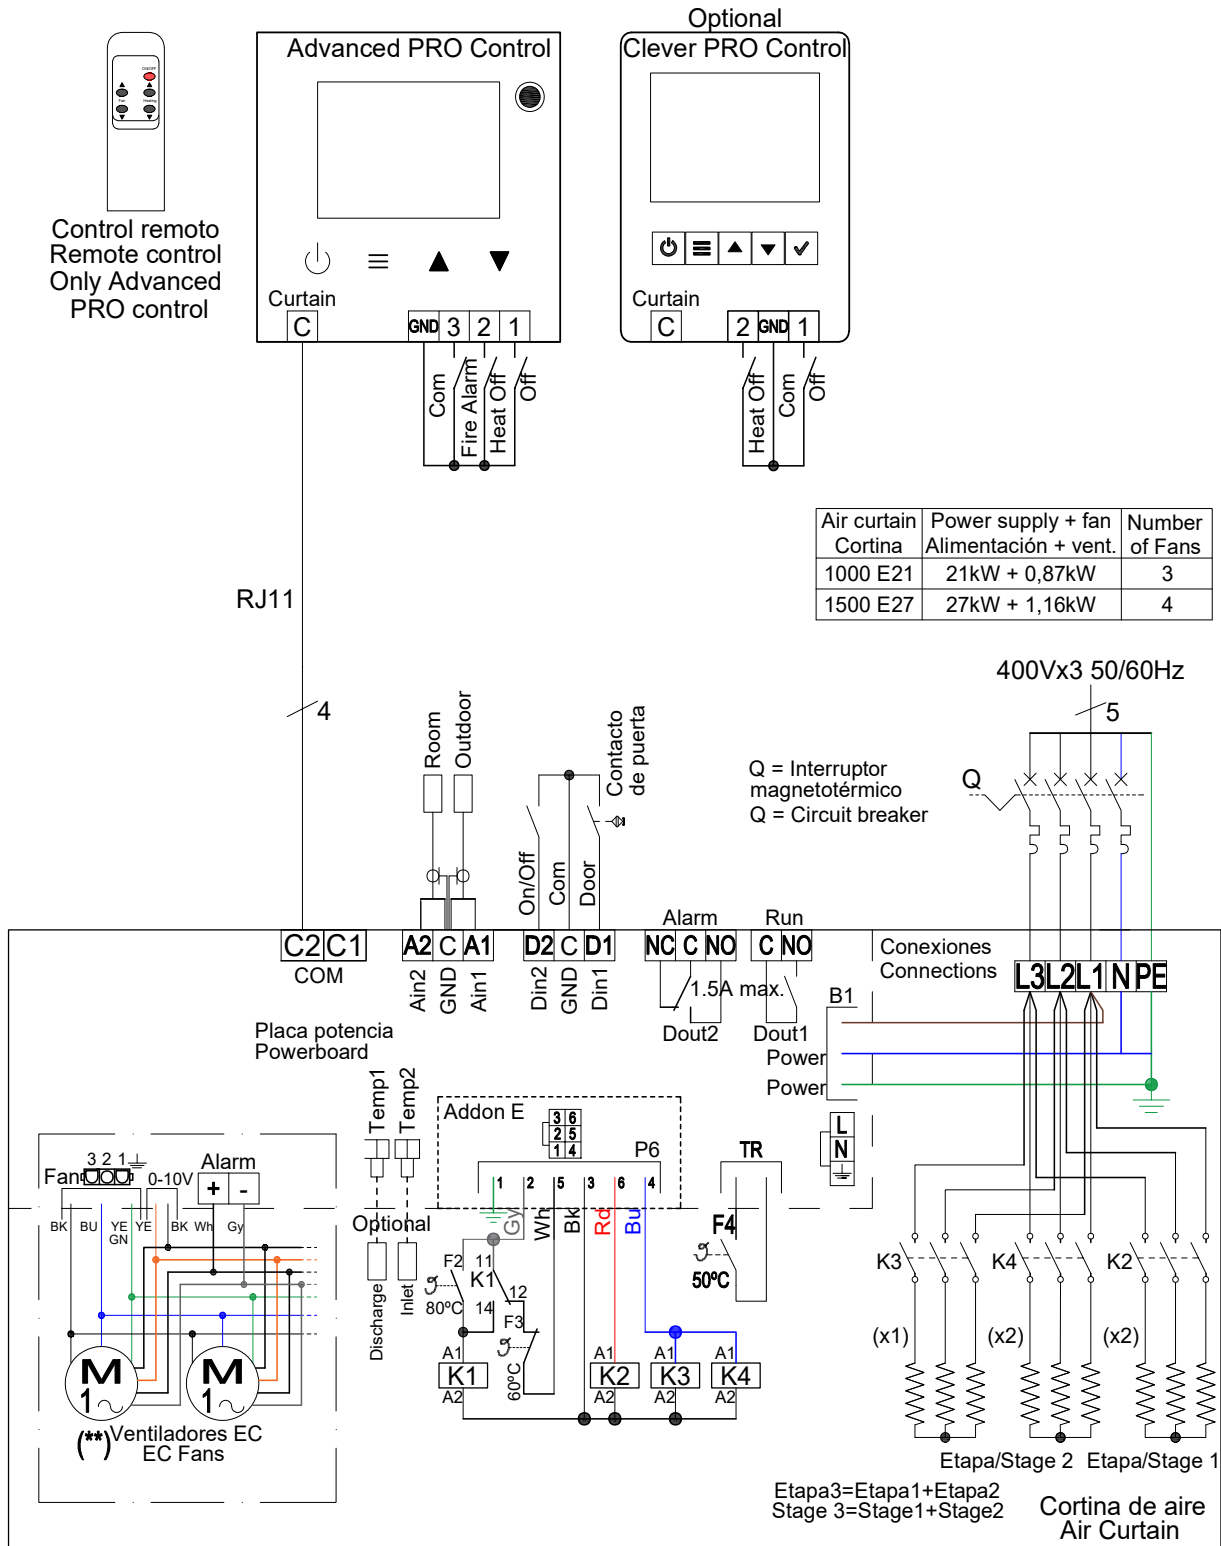 Optional
Advanced PRO Control
Clever PRO Control
ON/OFF
Fan
Heating
Control remoto
Remote control
Only Advanced
PRO control
Curtain
C
GND 3 2 1
Com
Fire Alarm
Heat Off
Off
Curtain
C
2 GND 1
Heat Off
Com
Off
Air curtain
Cortina
Power supply + fan
Alimentación + vent.
Number
of Fans
1000 E21 21kW + 0,87kW 3
1500 E27 27kW + 1,16kW 4
RJ11
4
400Vx3 50/60Hz
5
Room
Outdoor
Contacto
de puerta
Q = Interruptor
magnetotérmico
Q = Circuit breaker
Q
On/Off
Com
Door
C2 C1
COM
A2 C A1
Ain2
GND
Ain1
D2 C D1
Din2
GND
Din1
Alarm
NC C NO
1.5A max.
Dout2
Run
C NO
Dout1
Conexiones
Connections
L3 L2 L1 N PE
B1
Power
Power
Placa potencia
Powerboard
Temp1
Temp2
Optional
Discharge
Inlet
Addon E
3 6
2 5
1 4
P6
1 2 5 3 6 4
Gy
Wh
Bk
Rd
Bu
TR
F4
50ºC
L
N
Fan
3 2 1
0-10V
Alarm
+ -
BK BU YE
GN
YE BK Wh Gy
M
1
M
1
(**) Ventiladores EC
EC Fans
F2
80ºC
11
K1
12
14
F3
60ºC
A1
K1
A2
A1
K2
A2
A1
K3
A2
A1
K4
A2
K3
K4
K2
(x1)
(x2)
(x2)
Etapa/Stage 2
Etapa/Stage 1
Etapa3=Etapa1+Etapa2
Stage 3=Stage1+Stage2
Cortina de aire
Air Curtain